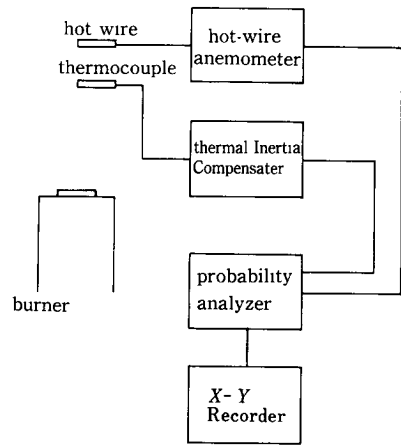 hot wire
thermocouple
hot-wire
anemometer
thermal Inertia
Compensater
burner
probability
analyzer
X-Y
Recorder